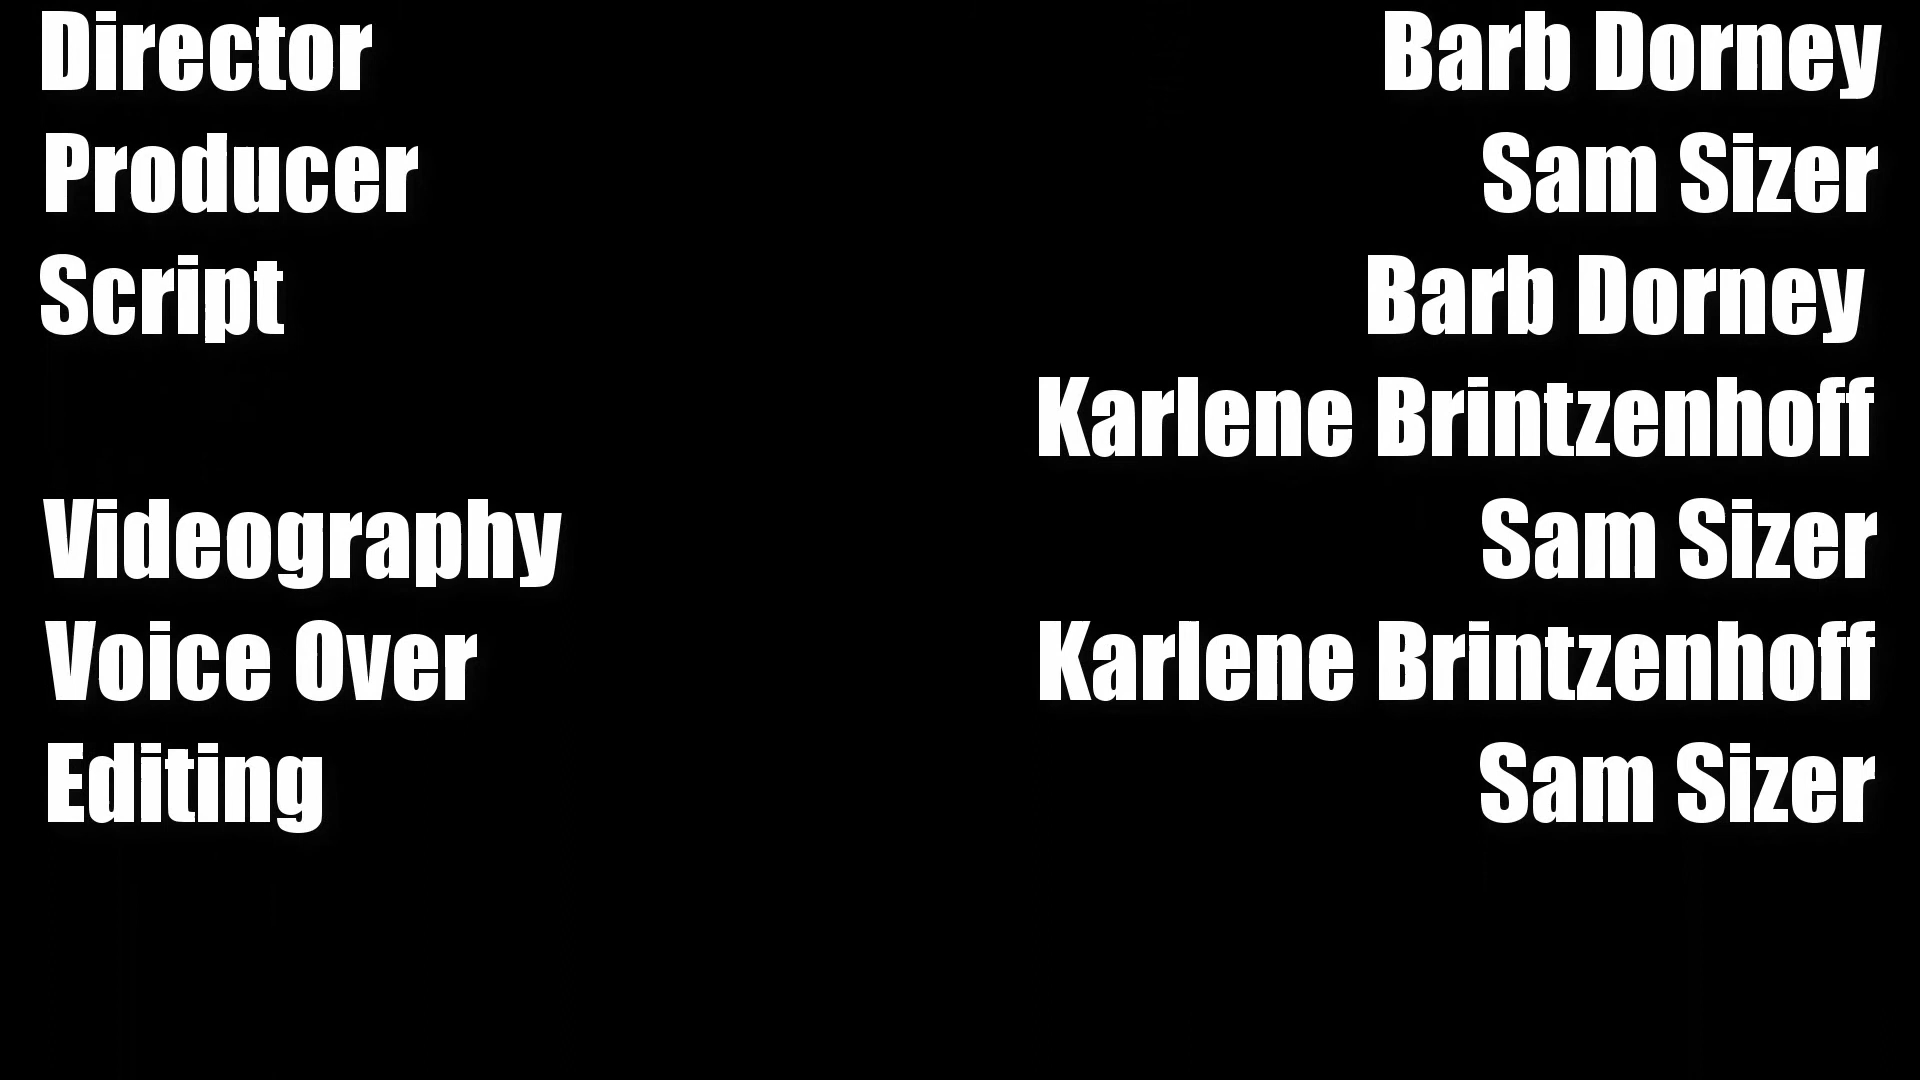 Director Barb Dorney
Producer Sam Sizer
Script Barb Dorney
Karlene Brintzenhoff
Videography Sam Sizer
Voice Over Karlene Brintzenhoff
Editing Sam Sizer